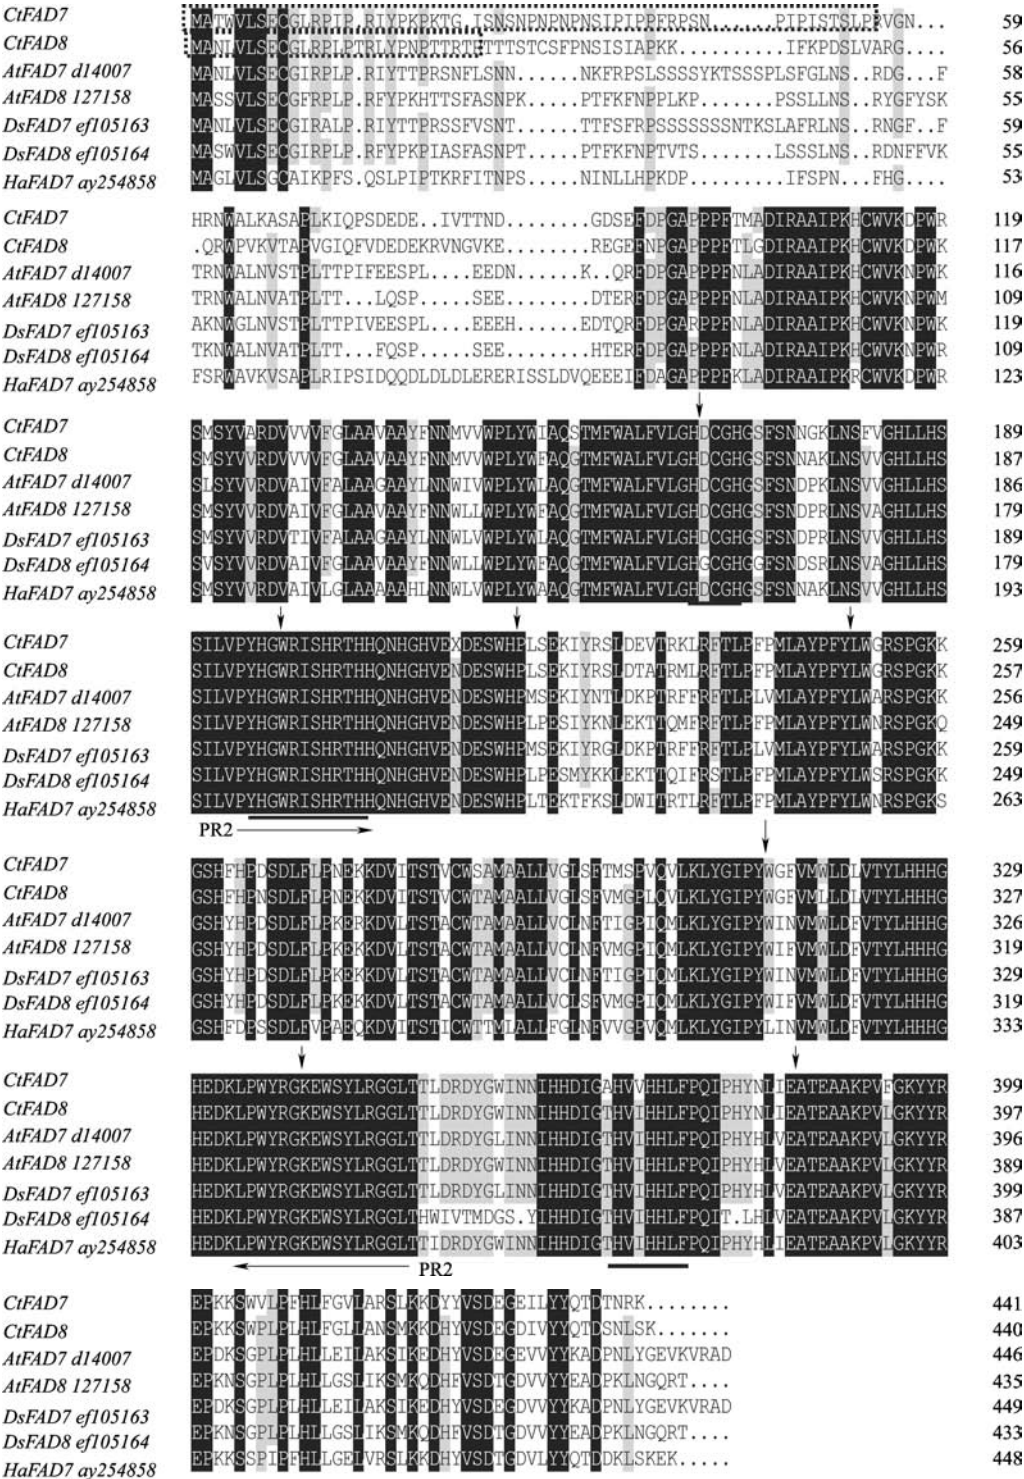 CtFAD7 MATWVLSECGLRPIP.RIYPKPKTG.ISNSNPNPNPNSIPIPPFRPSN......PIPISTSLPRVGN... 59
CtFAD8 MANLVLSECGLRPLPTRLYPNPTTRTETTTSTCSFPNSISIAPKK..........IFKPDSLVARG.... 56
AtFAD7 d14007 MANLVLSECGIRPLP.RIYTTPRSNFLSNN......NKFRPSLSSSSYKTSSSPLSFGLNS..RDG...F 58
AtFAD8 127158 MASSVLSECGFRPLP.RFYPKHTTSFASNPK.....PTFKFNPPLKP.......PSSLLNS..RYGFYSK 55
DsFAD7 ef105163 MANLVLSECGIRALP.RIYTTPRSSFVSNT......TTFSFRPSSSSSSSNTKSLAFRLNS..RNGF..F 59
DsFAD8 ef105164 MASWVLSECGIRPLP.RFYPKPIASFASNPT.....PTFKFNPTVTS.......LSSSLNS..RDNFFVK 55
HaFAD7 ay254858 MAGLVLSGCAIKPFS.QSLPIPTKRFITNPS.....NINLLHPKDP........IFSPN...FHG.... 53
CtFAD7 HRNWALKASAPLKIQPSDEDE..IVTTND.......GDSEFDPGAPPPFTMADIRAAIPKHCWVKDPWR 119
CtFAD8 .QRWPVKVTAPVGIQFVDEDEKRVNGVKE.......REGEFNPGAPPPFTLGDIRAAIPKHCWVKDPWK 117
AtFAD7 d14007 TRNWALNVSTPLTTPIFEESPL....EEDN......K..QRFDPGAPPPFNLADIRAAIPKHCWVKNPWK 116
AtFAD8 127158 TRNWALNVATPLTT...LQSP.....SEE.......DTERFDPGAPPPFNLADIRAAIPKHCWVKNPWM 109
DsFAD7 ef105163 AKNWGLNVSTPLTTPIVEESPL....EEEH......EDTQRFDPGARPPFNLADIRAAIPKHCWVKNPWK 119
DsFAD8 ef105164 TKNWALNVATPLTT...FQSP.....SEE.......HTERFDPGAPPPFNLADIRAAIPKHCWVKNPWK 109
HaFAD7 ay254858 FSRWAVKVSAPLRIPSIDQQDLDLDLERERISSLDVQEEEIFDAGAPPPFKLADIRAAIPKRCWVKDPWR 123
CtFAD7 SMSYVARDVVVVFGLAAVAAYFNNMVVWPLYWIAQSTMFWALFVLGHDCGHGSFSNNGKLNSFVGHLLHS 189
CtFAD8 SMSYVVRDVVVVFGLAAVAAYFNNMVVWPLYWFAQGTMFWALFVLGHDCGHGSFSNNAKLNSVVGHLLHS 187
AtFAD7 d14007 SLSYVVRDVAIVFALAAGAAYLNNWIVWPLYWLAQGTMFWALFVLGHDCGHGSFSNDPKLNSVVGHLLHS 186
AtFAD8 127158 SMSYVVRDVAIVFGLAAVAAYFNNWLLWPLYWFAQGTMFWALFVLGHDCGHGSFSNDPRLNSVAGHLLHS 179
DsFAD7 ef105163 SMSYVVRDVTIVFALAAGAAYLNNWLVWPLYWLAQGTMFWALFVLGHDCGHGSFSNDPKLNSVVGHLLHS 189
DsFAD8 ef105164 SVSYVVRDVAIVFGLAAVAAYFNNWLLWPLYWFAQGTMFWALFVLGHGCGHGSFSNDSRLNSVVGHLLHS 179
HaFAD7 ay254858 SMSYVVRDVAIVLGLAAAAAHLNNWLVWPLYWAAQGTMFWALFVLGHDCGHGGFSNNAKLNSVVGHLLHS 193
CtFAD7 SILVPYHGWRISHRTHHQNHGHVEXDESWHPLSEKIYRSLDEVTRKLRFTLPFPMLAYPFYLWGRSPGKK 259
CtFAD8 SILVPYHGWRISHRTHHQNHGHVENDESWHPLSEKIYRSLDTATRMLRFTLPFPMLAYPFYLWGRSPGKK 257
AtFAD7 d14007 SILVPYHGWRISHRTHHQNHGHVENDESWHPMSEKIYNTLDKPTRFFRFTLPLVMLAYPFYLWARSPGKK 256
AtFAD8 127158 SILVPYHGWRISHRTHHQNHGHVENDESWHPLPESIYKNLEKTTQMFRFTLPFPMLAYPFYLWNRSPGKQ 249
DsFAD7 ef105163 SILVPYHGWRISHRTHHQNHGHVENDESWHPMSEKIYRGLDKPTRFFRFTLPLVMLAYPFYLWARSPGKK 259
DsFAD8 ef105164 SILVPYHGWRISHRTHHQNHGHVENDESWHPLPESMYKKLEKTTQIFRSTLPFPMLAYPFYLWSRSPGKK 249
HaFAD7 ay254858 SILVPYHGWRISHRTHHQNHGHVENDESWHPLTEKTFKSLDWITRTLRFTLPFPMLAYPFYLWNRSPGKS 263
PR2
CtFAD7 GSHFHPDSDLFLPNEKKDVITSTVCWSAMAALLVGLSFTMSPVQVLKLYGIPYWGFVMWLDLVTYLHHHG 329
CtFAD8 GSHFHPNSDLFLPNEKKDVITSTVCWTAMAALLVGLSFVMGPLQVLKLYGIPYWGFVMLLDLVTYLHHHG 327
AtFAD7 d14007 GSHYHPDSDLFLPKERKDVLTSTACWTAMAALLVCLNFTIGPIQMLKLYGIPYWINVMWLDFVTYLHHHG 326
AtFAD8 127158 GSHYHPDSDLFLPKEKKDVLTSTACWTAMAALLVCLNFVMGPIQMLKLYGIPYWIFVMWLDFVTYLHHHG 319
DsFAD7 ef105163 GSHYHPDSDLFLPKEKKDVLTSTACWTAMAALLVCLNFTIGPIQMLKLYGIPYWINVMWLDFVTYLHHHG 329
DsFAD8 ef105164 GSHYHPDSDLFLPKEKKDVLTSTACWTAMAALLVCLSFVMGPIQMLKLYGIPYWIFVMWLDFVTYLHHHG 319
HaFAD7 ay254858 GSHFDPSSDLFVPAEQKDVITSTICWTTMLALLFGLNFVVGPVQMLKLYGIPYLINVMWLDFVTYLHHHG 333
CtFAD7 HEDKLPWYRGKEWSYLRGGLTTLDRDYGWINNIHHDIGAHVVHHLFPQIPHYNLIEATEAAKPVFGKYYR 399
CtFAD8 HEDKLPWYRGKEWSYLRGGLTTLDRDYGWINNIHHDIGTHVIHHLFPQIPHYNLIEATEAAKPVLGKYYR 397
AtFAD7 d14007 HEDKLPWYRGKEWSYLRGGLTTLDRDYGLINNIHHDIGTHVIHHLFPQIPHYHLVEATEAAKPVLGKYYR 396
AtFAD8 127158 HEDKLPWYRGKEWSYLRGGLTTLDRDYGWINNIHHDIGTHVIHHLFPQIPHYHLVEATEAAKPVLGKYYR 389
DsFAD7 ef105163 HEDKLPWYRGKEWSYLRGGLTTLDRDYGLINNIHHDIGTHVIHHLFPQIPHYHLVEATEAAKPVLGKYYR 399
DsFAD8 ef105164 HEDKLPWYRGKEWSYLRGGLTHWIVTMDGS.YIHHDIGTHVIHHLFPQIT.LHLVEATEAAKPVLGKYYR 387
HaFAD7 ay254858 HEDKLPWYRGKEWSYLRGGLTTIDRDYGWINNIHHDIGTHVIHHLFPQIPHYHLIEATEAAKPVLGKYYR 403
PR2
CtFAD7 EPKKSWVLPFHLFGVLARSLKKDYYVSDEGEILYYQTDTNRK....... 441
CtFAD8 EPKKSWPLPLHLFGLLANSMKKDHYVSDEGDIVYYQTDSNLSK....... 440
AtFAD7 d14007 EPDKSGPLPLHLLEILAKSIKEDHYVSDEGEVVYYKADPNLYGEVKVRAD 446
AtFAD8 127158 EPKNSGPLPLHLLGSLIKSMKQDHFVSDTGDVVYYEADPKLNGQRT.... 435
DsFAD7 ef105163 EPDKSGPLPLHLLEILAKSIKEDHYVSDEGEVVYYKADPNLYGEVKVRAD 449
DsFAD8 ef105164 EPKNSGPLPLHLLGSLIKSMKQDHFVSDTGDVVYYEADPKLNGQRT.... 433
HaFAD7 ay254858 EPKKSSPIPFHLLGELVRSLKKDHYVSDTGDVLYYQTDDKLSKEK..... 448